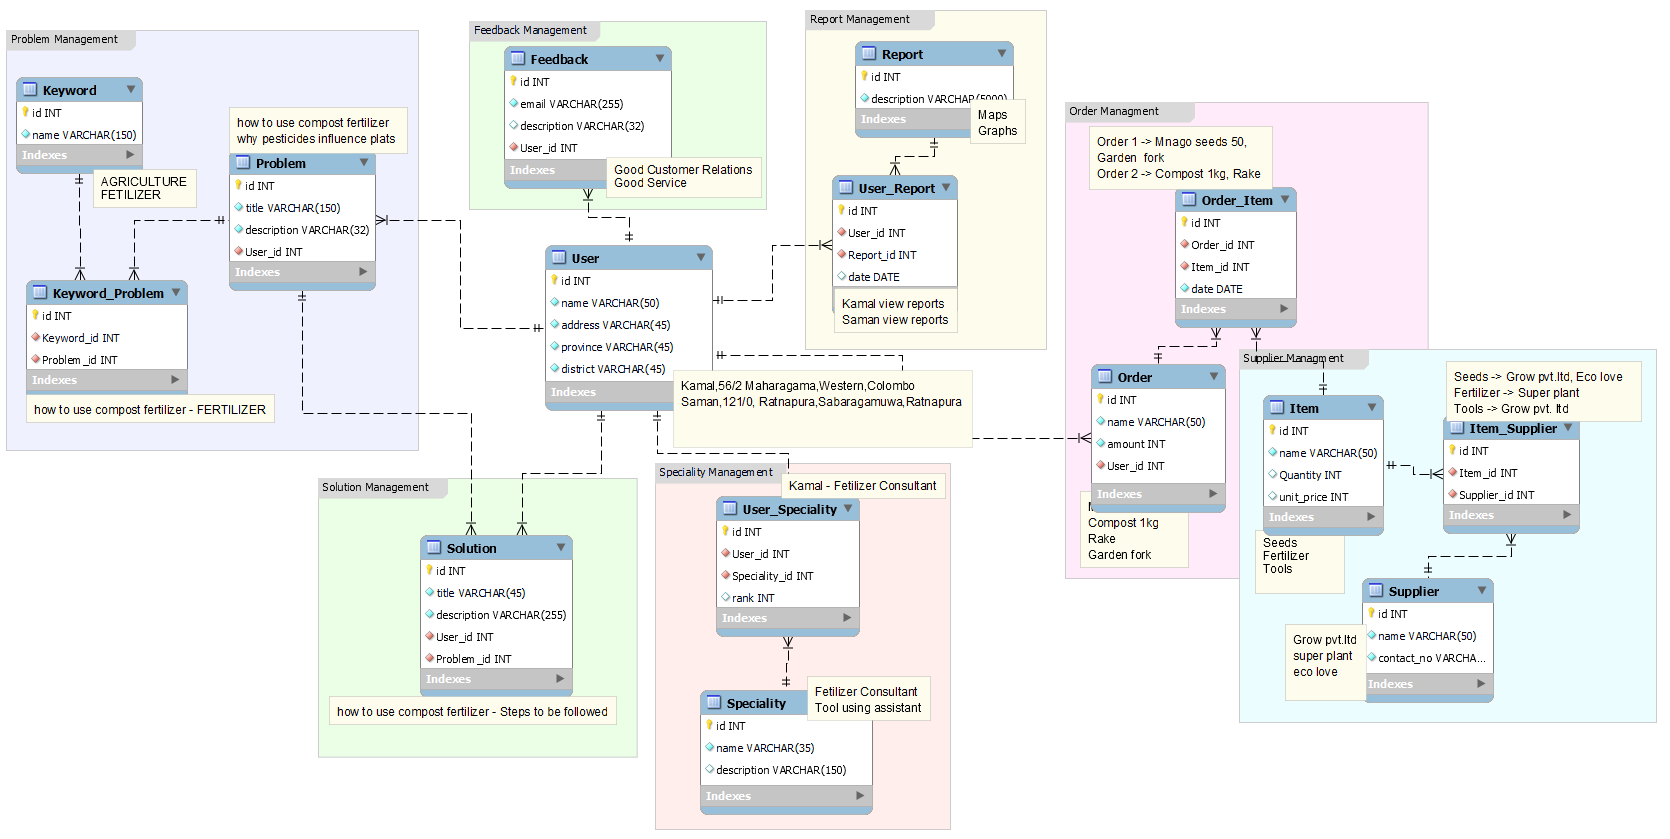 Problem Management
Keyword
id INT
name VARCHAR(150)
Indexes
AGRICULTURE
FETILIZER
how to use compost fertilizer
why pesticides influence plats
Problem
id INT
title VARCHAR(150)
description VARCHAR(32)
User_id INT
Indexes
Keyword_Problem
id INT
Keyword_id INT
Problem_id INT
Indexes
how to use compost fertilizer - FERTILIZER
Feedback Management
Feedback
id INT
email VARCHAR(255)
description VARCHAR(32)
User_id INT
Indexes
Good Customer Relations
Good Service
User
id INT
name VARCHAR(50)
address VARCHAR(45)
province VARCHAR(45)
district VARCHAR(45)
Indexes
Kamal,56/2 Maharagama,Western,Colombo
Saman,121/0, Ratnapura,Sabaragamuwa,Ratnapura
Report Management
Report
id INT
description VARCHAR(5000)
Indexes
Maps
Graphs
User_Report
id INT
User_id INT
Report_id INT
date DATE
Kamal view reports
Saman view reports
Order Managment
Order 1 -> Mnago seeds 50,
Garden fork
Order 2 -> Compost 1kg, Rake
Order_Item
id INT
Order_id INT
Item_id INT
date DATE
Indexes
Order
id INT
name VARCHAR(50)
amount INT
User_id INT
Indexes
Compost 1kg
Rake
Garden fork
Supplier Managment
Seeds -> Grow pvt.ltd, Eco love
Fertilizer -> Super plant
Tools -> Grow pvt. ltd
Item
id INT
name VARCHAR(50)
Quantity INT
unit_price INT
Indexes
Seeds
Fertilizer
Tools
Item_Supplier
id INT
Item_id INT
Supplier_id INT
Indexes
Supplier
id INT
name VARCHAR(50)
contact_no VARCHA...
Indexes
Grow pvt.ltd
super plant
eco love
Solution Management
Solution
id INT
title VARCHAR(45)
description VARCHAR(255)
User_id INT
Problem_id INT
Indexes
how to use compost fertilizer - Steps to be followed
Speciality Management
Kamal - Fetilizer Consultant
User_Speciality
id INT
User_id INT
Speciality_id INT
rank INT
Indexes
Fetilizer Consultant
Tool using assistant
Speciality
id INT
name VARCHAR(35)
description VARCHAR(150)
Indexes